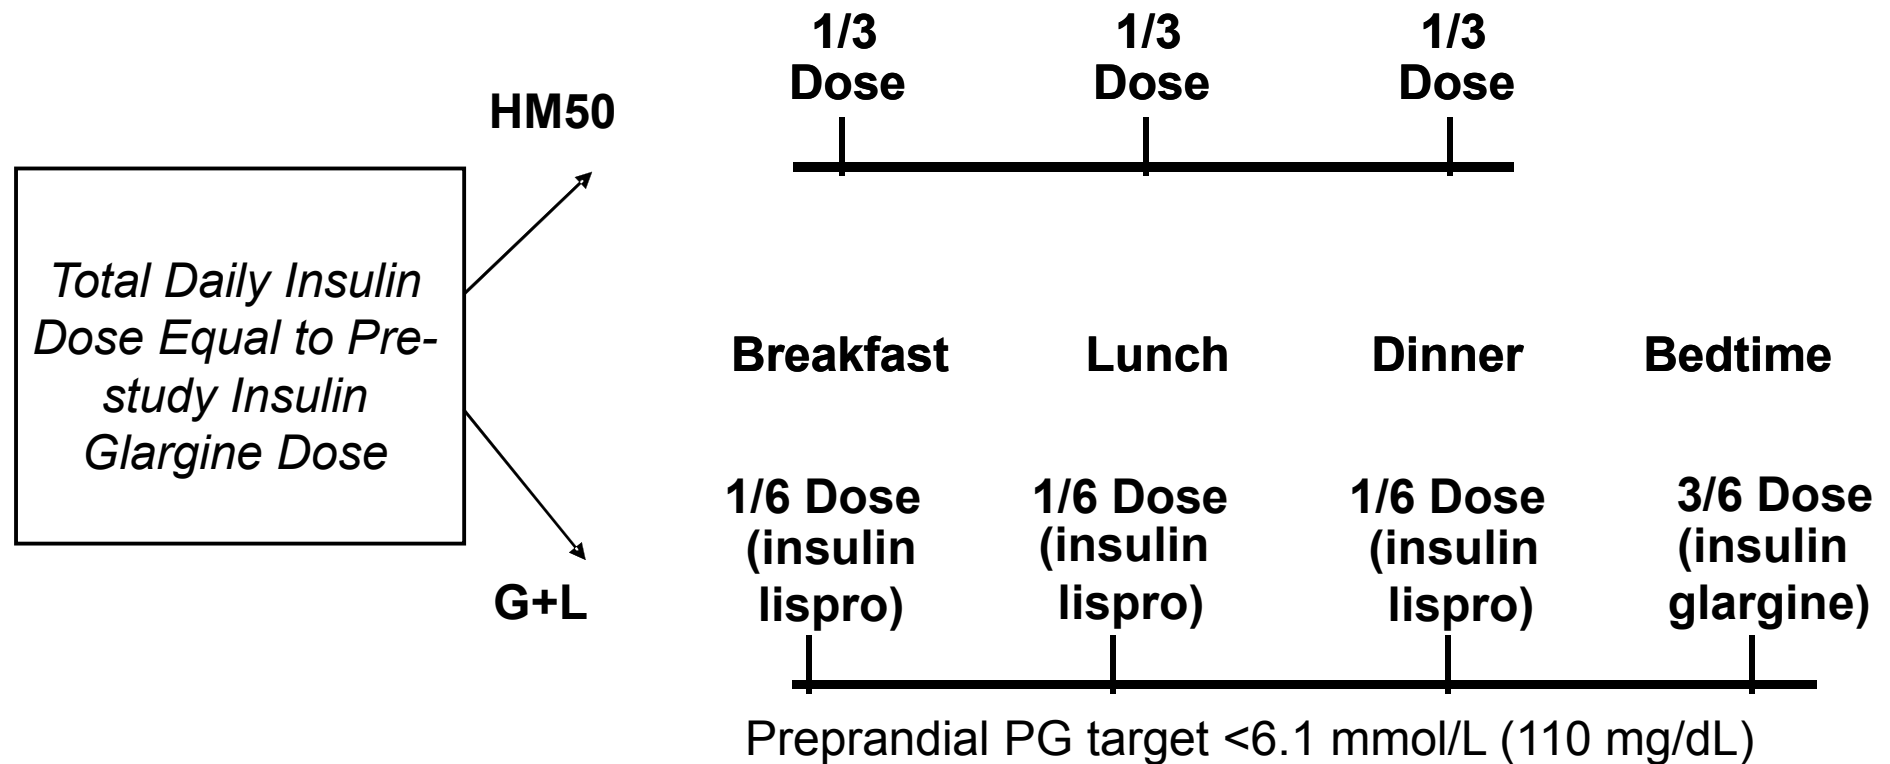 1/3
Dose
1/3
Dose
1/3
Dose
HM50
Total Daily Insulin
Dose Equal to Pre-
study Insulin
Glargine Dose
Breakfast
Lunch
Dinner
Bedtime
G+L
1/6 Dose
(insulin
lispro)
1/6 Dose
(insulin
lispro)
1/6 Dose
(insulin
lispro)
3/6 Dose
(insulin
glargine)
Preprandial PG target <6.1 mmol/L (110 mg/dL)